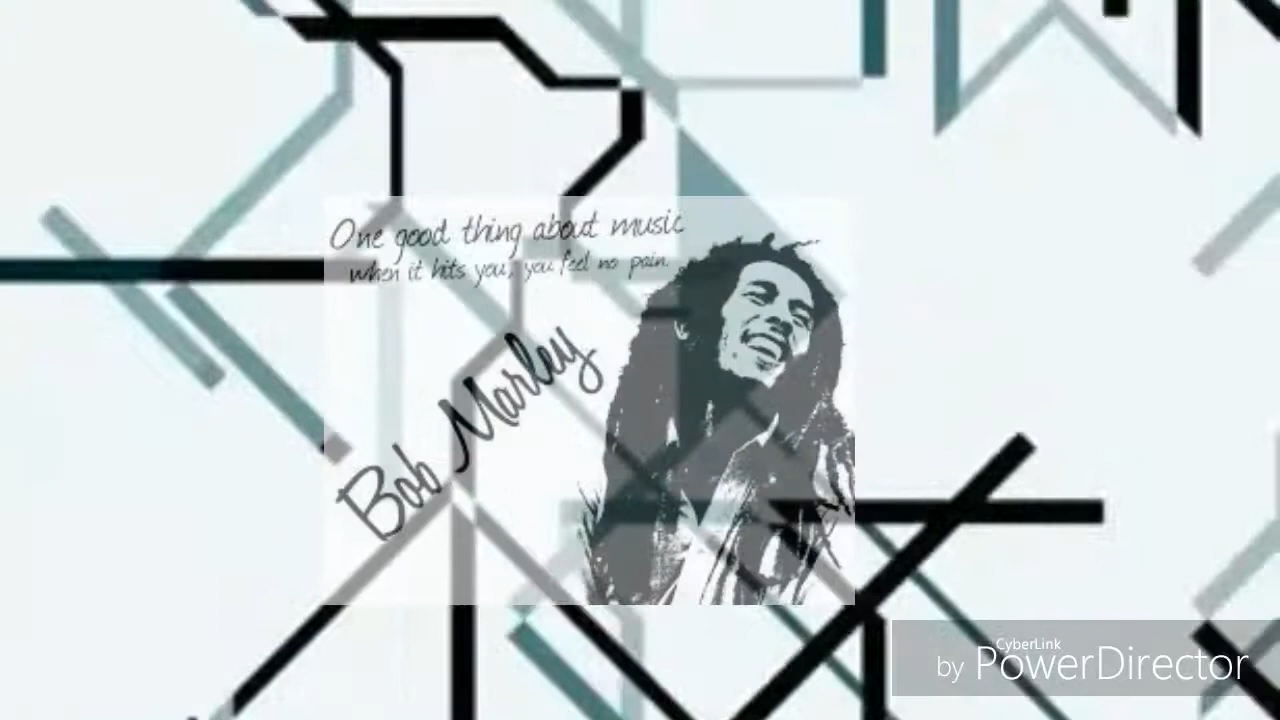 One good thing about music
when it hits you, you feel no pain.
Bob Marley
CyberLink
by PowerDirector